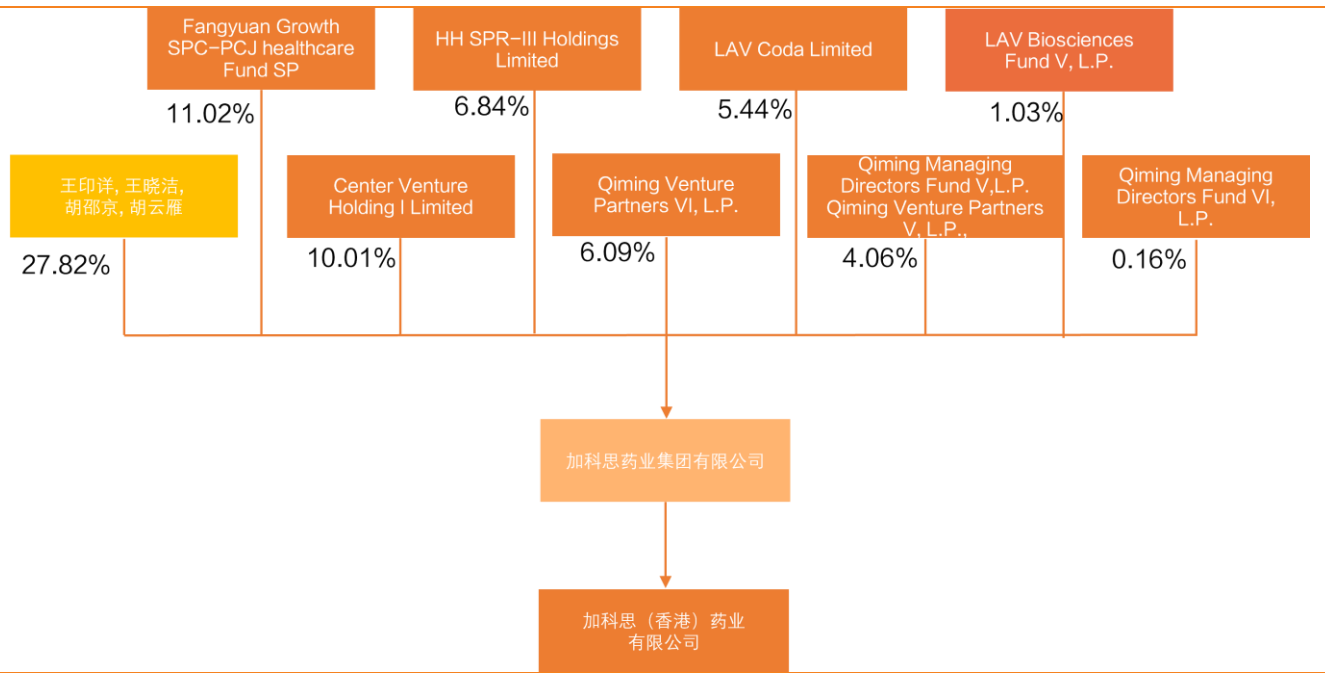 Fangyuan Growth
SPC-PCJ healthcare
Fund SP
11.02%
HH SPR-III Holdings
Limited
6.84%
LAV Coda Limited
5.44%
LAV Biosciences
Fund V, L.P.
1.03%
王印洋, 王晓洁,
胡邵京, 胡云雁
27.82%
Center Venture
Holding I Limited
10.01%
Qiming Venture
Partners VI, L.P.
6.09%
Qiming Managing
Directors Fund V,L.P.
Qiming Venture Partners
V, L.P.,
4.06%
Qiming Managing
Directors Fund VI,
L.P.
0.16%
加科思药业集团有限公司
加科思（香港）药业
有限公司